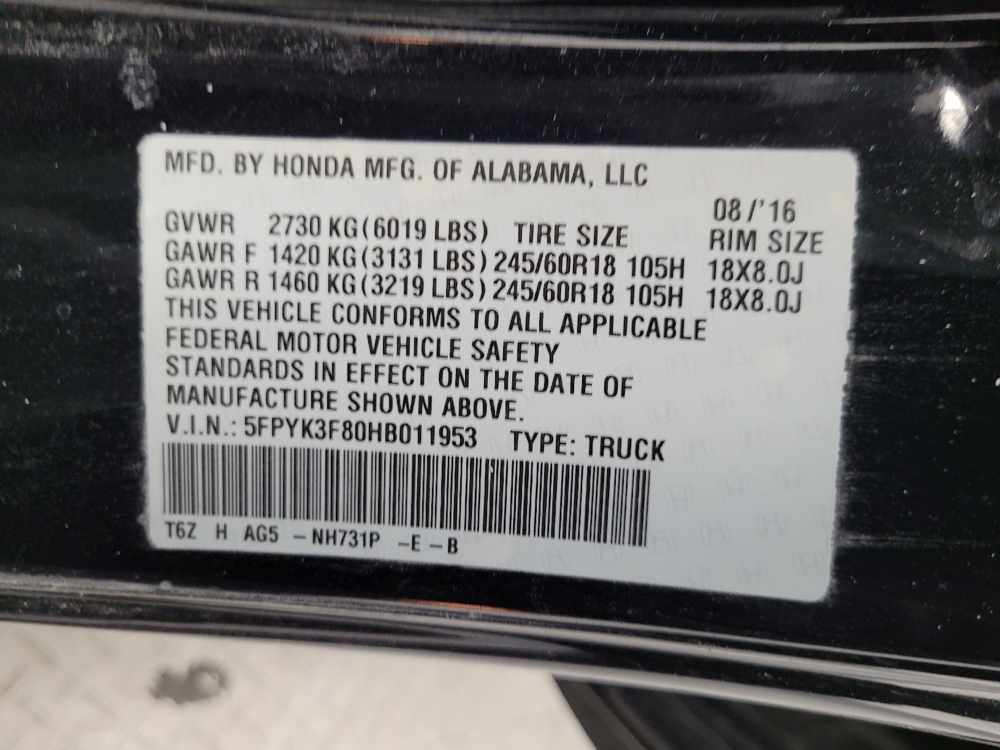 MFD. BY HONDA MFG. OF ALABAMA, LLC
08/'16
GVWR 2730 KG(6019 LBS) TIRE SIZE RIM SIZE
GAWR F 1420 KG(3131 LBS) 245/60R18 105H 18X8.0J
GAWR R 1460 KG(3219 LBS) 245/60R18 105H 18X8.0J
THIS VEHICLE CONFORMS TO ALL APPLICABLE
FEDERAL MOTOR VEHICLE SAFETY
STANDARDS IN EFFECT ON THE DATE OF
MANUFACTURE SHOWN ABOVE.
V.I.N.: 5FPYK3F80HB011953 TYPE: TRUCK
T6Z H AG5 -NH731P -E-B